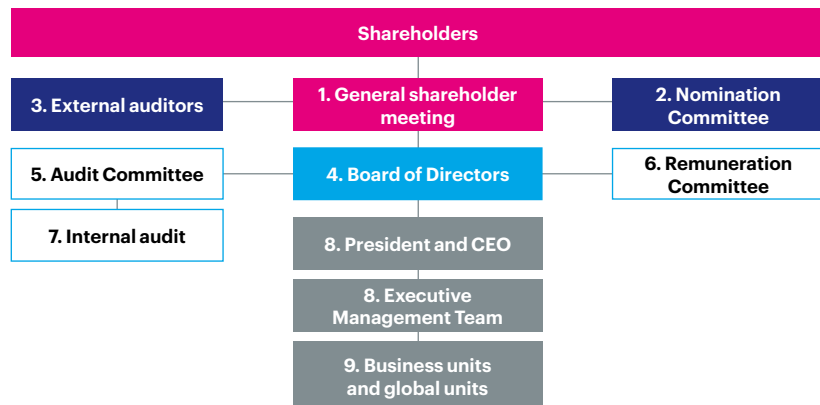 Shareholders
3. External auditors
1. General shareholder
meeting
2. Nomination
Committee
5. Audit Committee
4. Board of Directors
6. Remuneration
Committee
7. Internal audit
8. President and CEO
8. Executive
Management Team
9. Business units
and global units